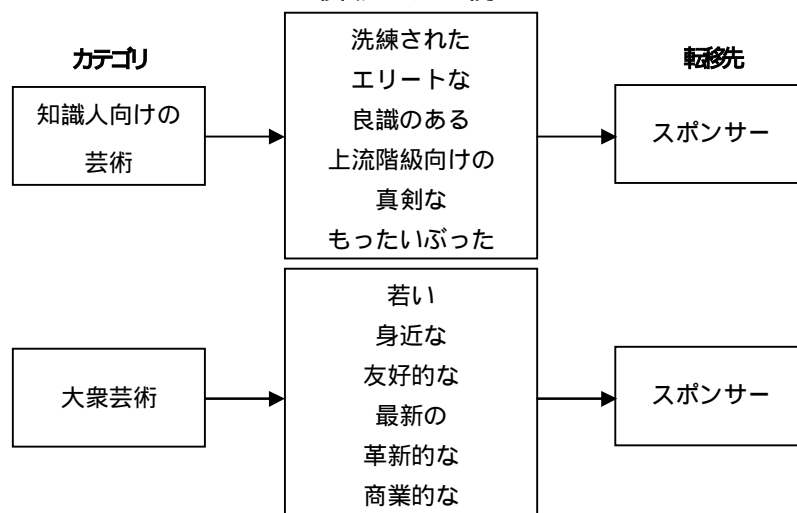 カテゴリ
転移先
知識人向けの
芸術
洗練された
エリートな
良識のある
上流階級向けの
真剣な
もったいぶった
スポンサー
大衆芸術
若い
身近な
友好的な
最新の
革新的な
商業的な
スポンサー